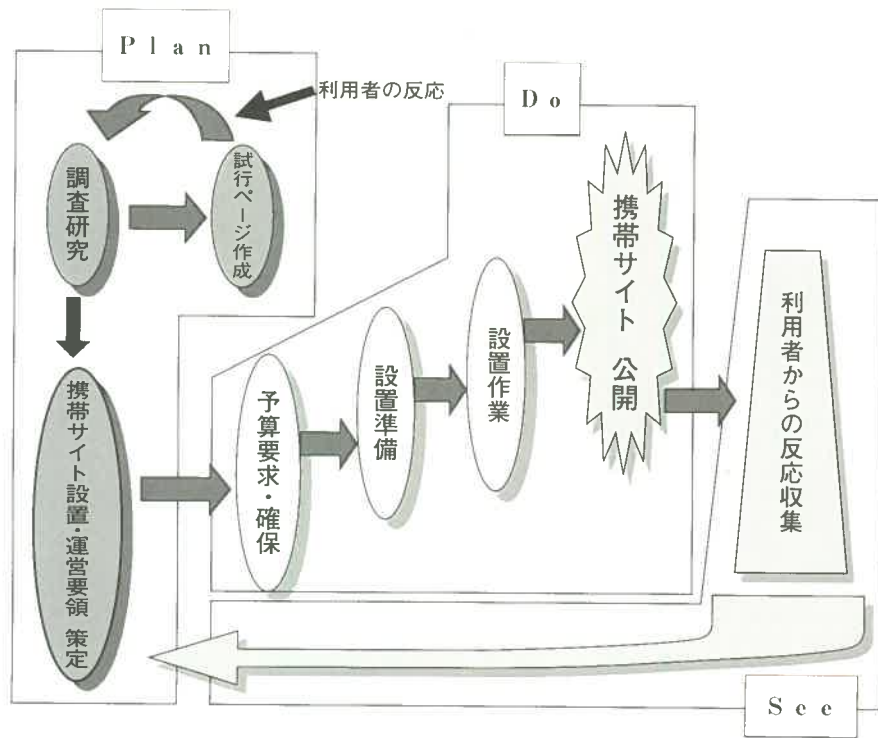 Plan
利用者の反応
調査研究
試行ページ作成
携帯サイト設置・運営要領 策定
Do
予算要求・確保
設置準備
設置作業
携帯サイト 公開
利用者からの反応収集
See